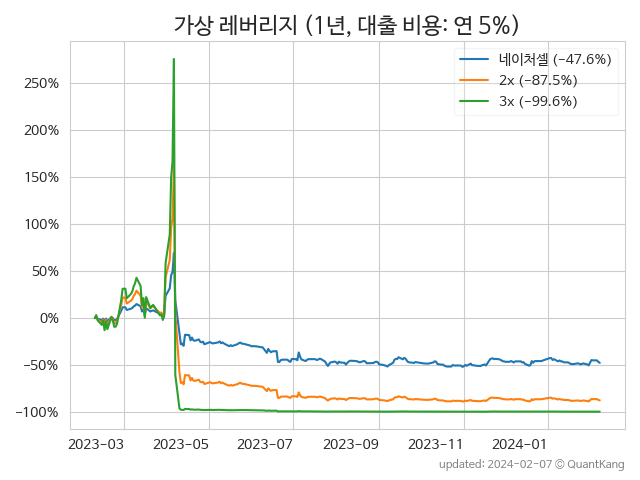 가상 레버리지 (1년, 대출 비용: 연 5%)
네이처셀 (-47.6%)
2x (-87.5%)
3x (-99.6%)
250%
200%
150%
100%
50%
0%
-50%
-100%
2023-03 2023-05 2023-07 2023-09 2023-11 2024-01
updated: 2024-02-07 © QuantKang